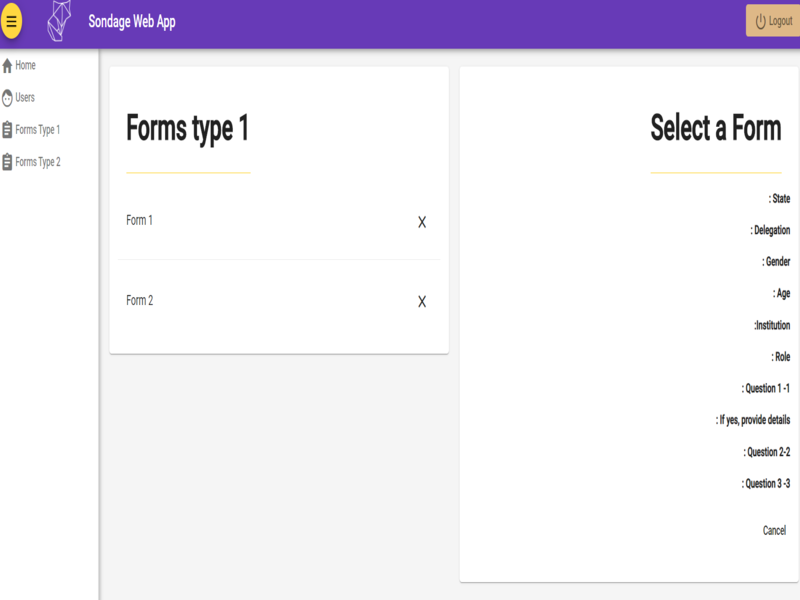 Sondage Web App
Logout
Home
Users
Forms Type 1
Forms Type 2
Forms type 1
Form 1
X
Form 2
X
Select a Form
: State
: Delegation
: Gender
: Age
:Institution
: Role
: Question 1 -1
: If yes, provide details
: Question 2-2
: Question 3 -3
Cancel